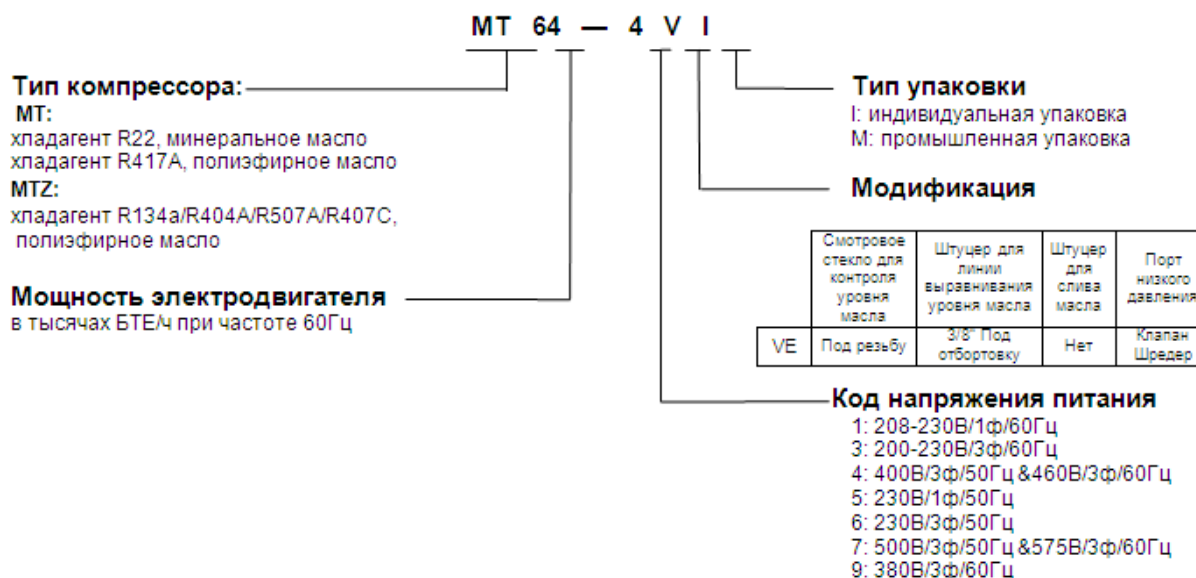 МТ 64 — 4 V I
Тип компрессора:
МТ:
хладагент R22, минеральное масло
хладагент R417A, полиэфирное масло
MTZ:
хладагент R134a/R404A/R507A/R407C,
полиэфирное масло
Мощность электродвигателя
в тысячах БТЕ/ч при частоте 60Гц
Тип упаковки
I: индивидуальная упаковка
М: промышленная упаковка
Модификация
Смотровое
стекло для
контроля
уровня
масла
Штуцер для
линии
выравнивания
уровня масла
Штуцер
для
слива
масла
Порт
низкого
давления
VE
Под резьбу
3/8" Под
отбортовку
Нет
Клапан
Шредер
Код напряжения питания
1: 208-230В/1ф/60Гц
3: 200-230В/3ф/60Гц
4: 400В/3ф/50Гц &460В/3ф/60Гц
5: 230В/1ф/50Гц
6: 230В/3ф/50Гц
7: 500В/3ф/50Гц &575В/3ф/60Гц
9: 380В/3ф/60Гц